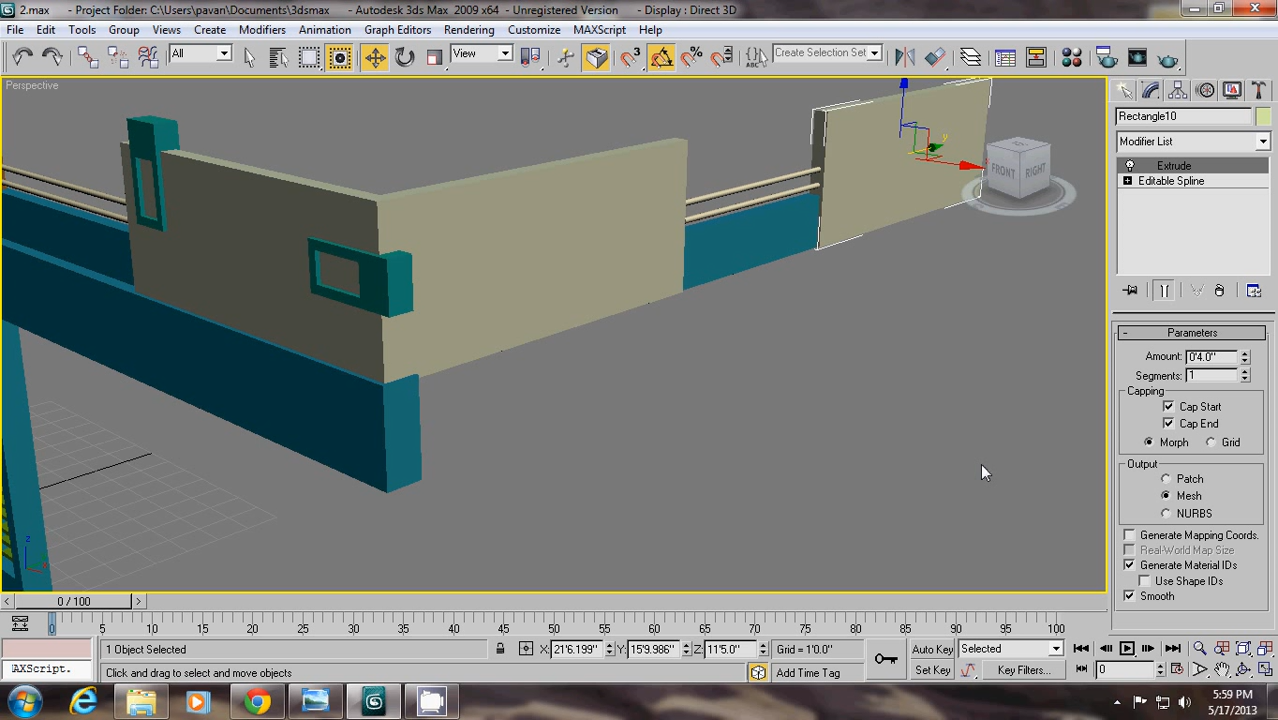 2.max - Project Folder: C:\Users\pavan\Documents\3dsmax - Autodesk 3ds Max 2009 x64 - Unregistered Version - Display : Direct 3D
File Edit Tools Group Views Create Modifiers Animation Graph Editors Rendering Customize MAXScript Help
All View 3 % ABC Create Selection Set
Perspective
y
FRONT RIGHT
z
Rectangle10
Modifier List
Extrude
Editable Spline
- Parameters
Amount: 0'4.0"
Segments: 1
Capping
Cap Start
Cap End
Morph Grid
Output
Patch
Mesh
NURBS
Generate Mapping Coords.
Real-World Map Size
Generate Material IDs
Use Shape IDs
Smooth
< 0 / 100 >
0 5 10 15 20 25 30 35 40 45 50 55 60 65 70 75 80 85 90 95 100
1 Object Selected X: 21'6.199" Y: 15'9.986" Z: 11'5.0" Grid = 1'0.0" Auto Key Selected
AXScript. Click and drag to select and move objects Add Time Tag Set Key Key Filters... 0
5:59 PM
5/17/2013